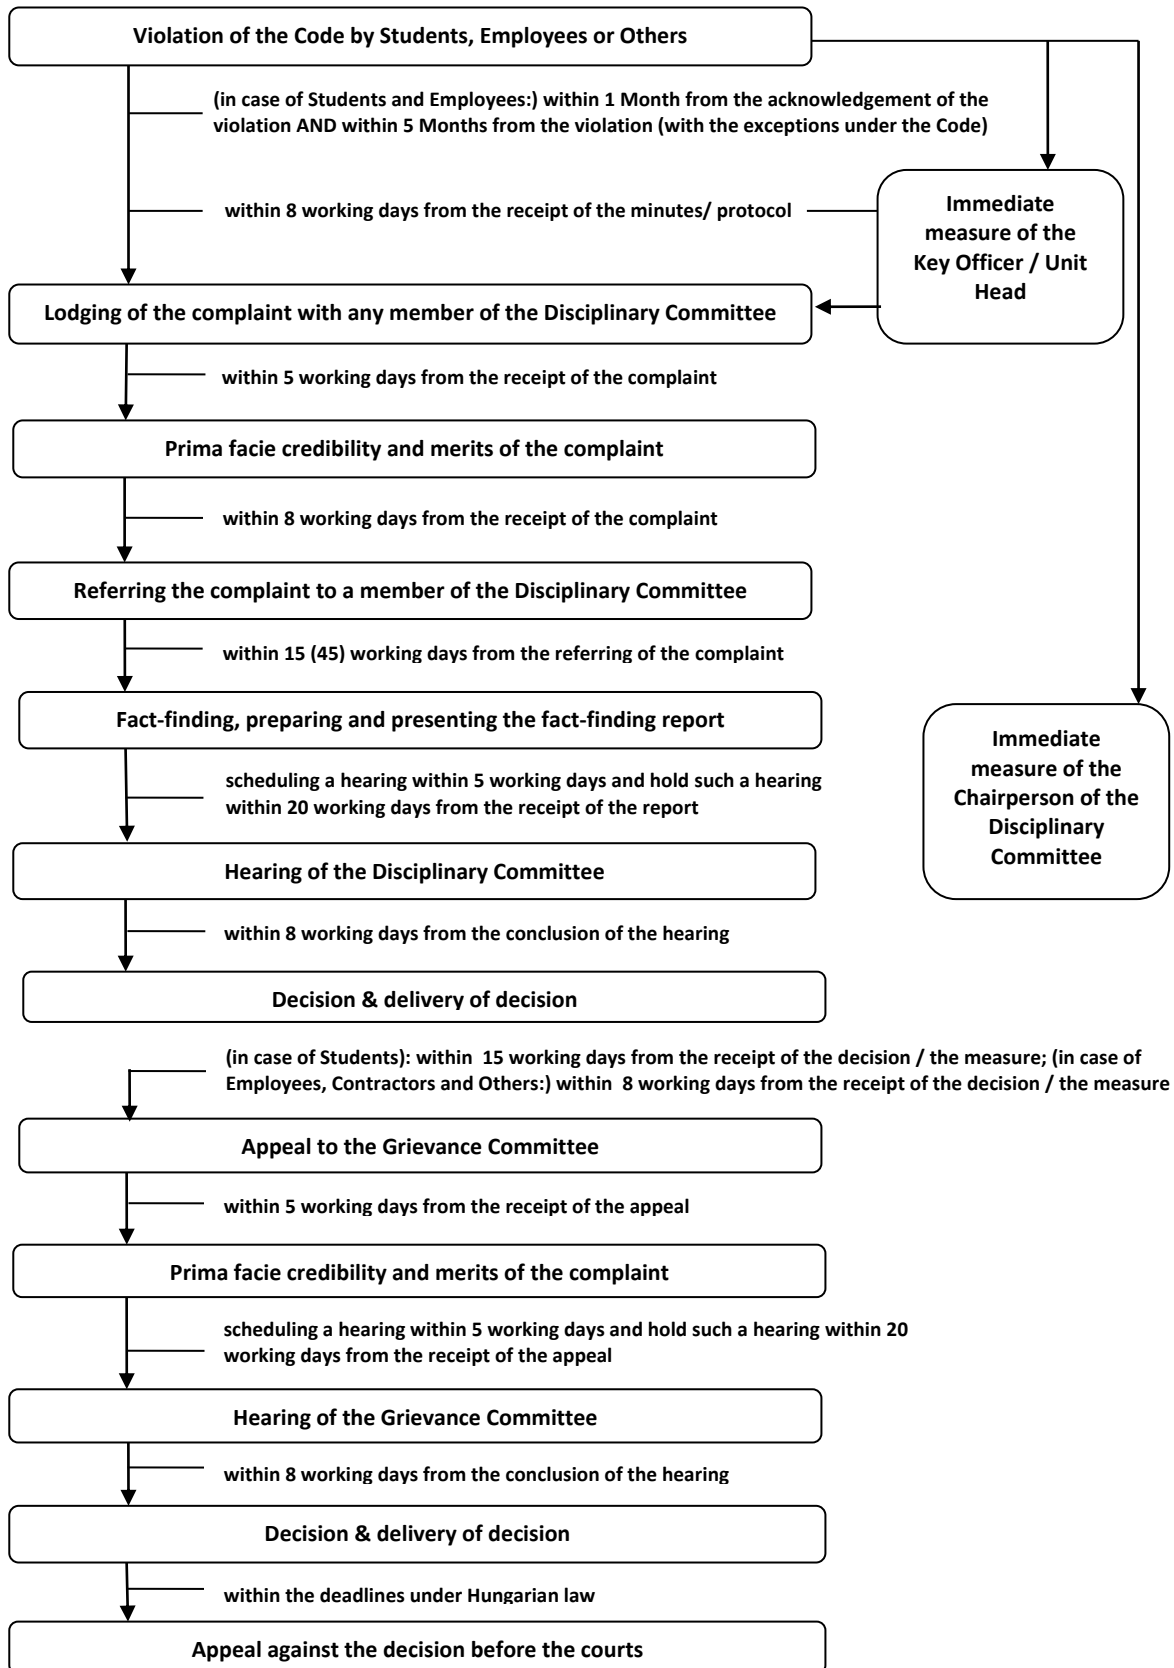 Violation of the Code by Students, Employees or Others
(in case of Students and Employees:) within 1 Month from the acknowledgement of the
violation AND within 5 Months from the violation (with the exceptions under the Code)
within 8 working days from the receipt of the minutes/ protocol
Immediate
measure of the
Key Officer / Unit
Head
Lodging of the complaint with any member of the Disciplinary Committee
within 5 working days from the receipt of the complaint
Prima facie credibility and merits of the complaint
within 8 working days from the receipt of the complaint
Referring the complaint to a member of the Disciplinary Committee
within 15 (45) working days from the referring of the complaint
Fact-finding, preparing and presenting the fact-finding report
Immediate
measure of the
Chairperson of the
Disciplinary
Committee
scheduling a hearing within 5 working days and hold such a hearing
within 20 working days from the receipt of the report
Hearing of the Disciplinary Committee
within 8 working days from the conclusion of the hearing
Decision & delivery of decision
(in case of Students): within 15 working days from the receipt of the decision / the measure; (in case of
Employees, Contractors and Others:) within 8 working days from the receipt of the decision / the measure
Appeal to the Grievance Committee
within 5 working days from the receipt of the appeal
Prima facie credibility and merits of the complaint
scheduling a hearing within 5 working days and hold such a hearing within 20
working days from the receipt of the appeal
Hearing of the Grievance Committee
within 8 working days from the conclusion of the hearing
Decision & delivery of decision
within the deadlines under Hungarian law
Appeal against the decision before the courts